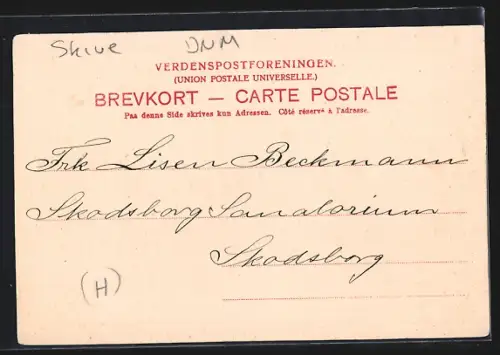 Skive DNM
VERDENSPOSTFORENINGEN.
(UNION POSTALE UNIVERSELLE.)
BREVKORT — CARTE POSTALE
Paa denne Side skrives kun Adressen. Côté réservé à l'adresse.
Frk Lisen Beckmann
Skodsborg Sanatorium
Skodsborg
(H)